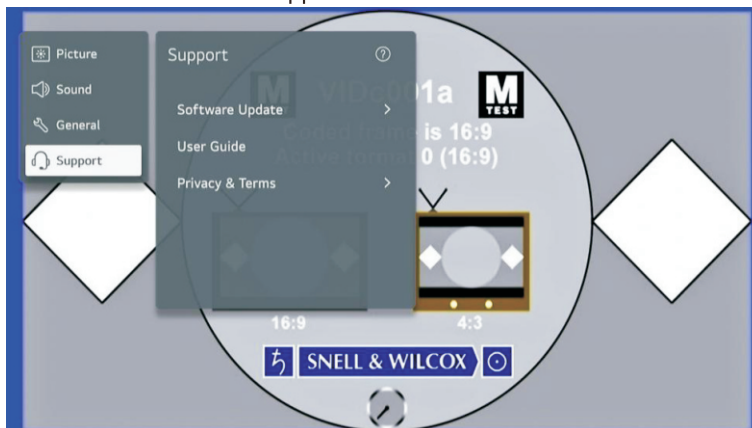 Picture
Sound
General
Support
Support
Software Update
User Guide
Privacy & Terms
M
M
TEST
VIDc001a
Coded frame is 16:9
Active format 0 (16:9)
16:9
4:3
SNELL & WILCOX